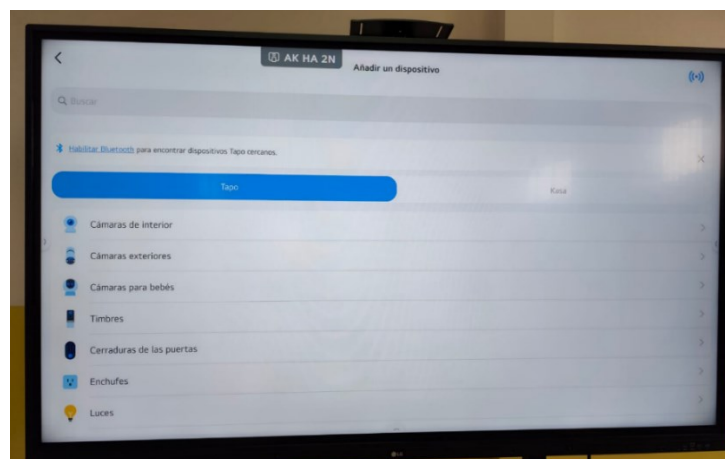 AK HA 2N
Añadir un dispositivo
Buscar
Habilitar Bluetooth para encontrar dispositivos Tapo cercanos.
Tapo
Kasa
Cámaras de interior
Cámaras exteriores
Cámaras para bebés
Timbres
Cerraduras de las puertas
Enchufes
Luces
LG